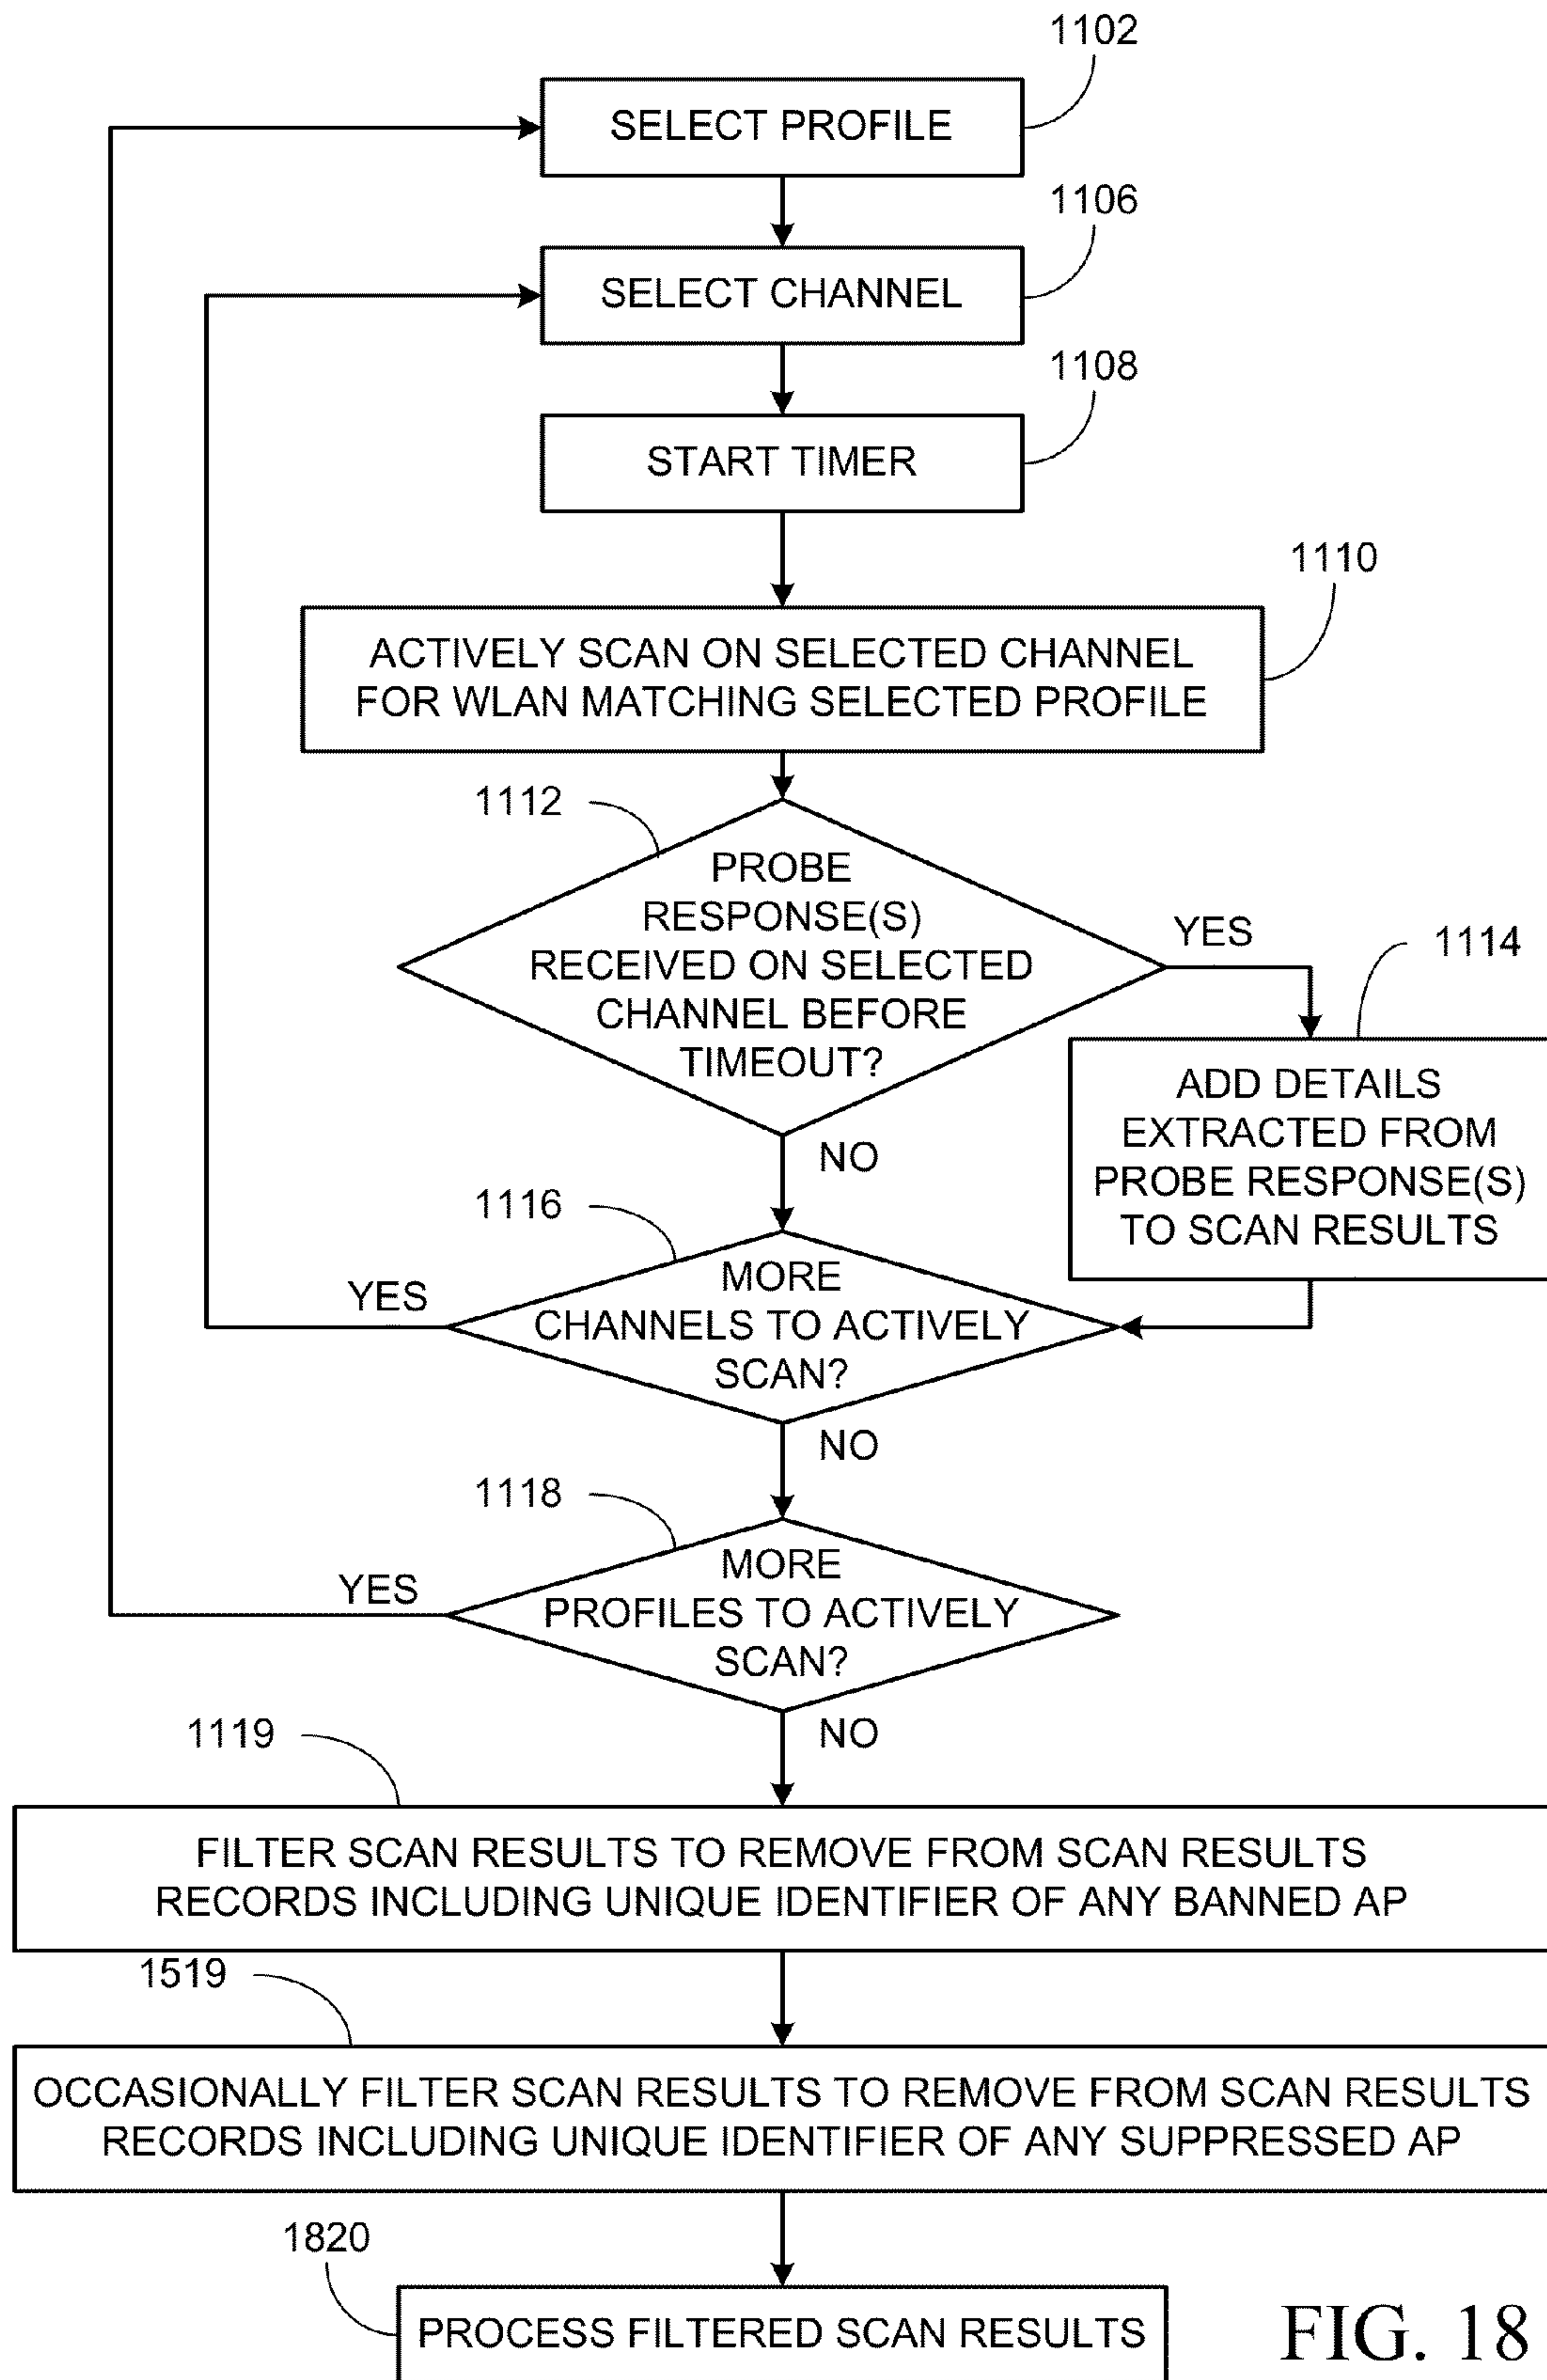 1102
SELECT PROFILE
1106
SELECT CHANNEL
1108
START TIMER
1110
ACTIVELY SCAN ON SELECTED CHANNEL
FOR WLAN MATCHING SELECTED PROFILE
1112
PROBE
RESPONSE(S)
RECEIVED ON SELECTED
CHANNEL BEFORE
TIMEOUT?
YES
1114
ADD DETAILS
EXTRACTED FROM
PROBE RESPONSE(S)
TO SCAN RESULTS
NO
1116
MORE
CHANNELS TO ACTIVELY
SCAN?
YES
NO
1118
MORE
PROFILES TO ACTIVELY
SCAN?
YES
NO
1119
FILTER SCAN RESULTS TO REMOVE FROM SCAN RESULTS
RECORDS INCLUDING UNIQUE IDENTIFIER OF ANY BANNED AP
1519
OCCASIONALLY FILTER SCAN RESULTS TO REMOVE FROM SCAN RESULTS
RECORDS INCLUDING UNIQUE IDENTIFIER OF ANY SUPPRESSED AP
1820
PROCESS FILTERED SCAN RESULTS
FIG. 18